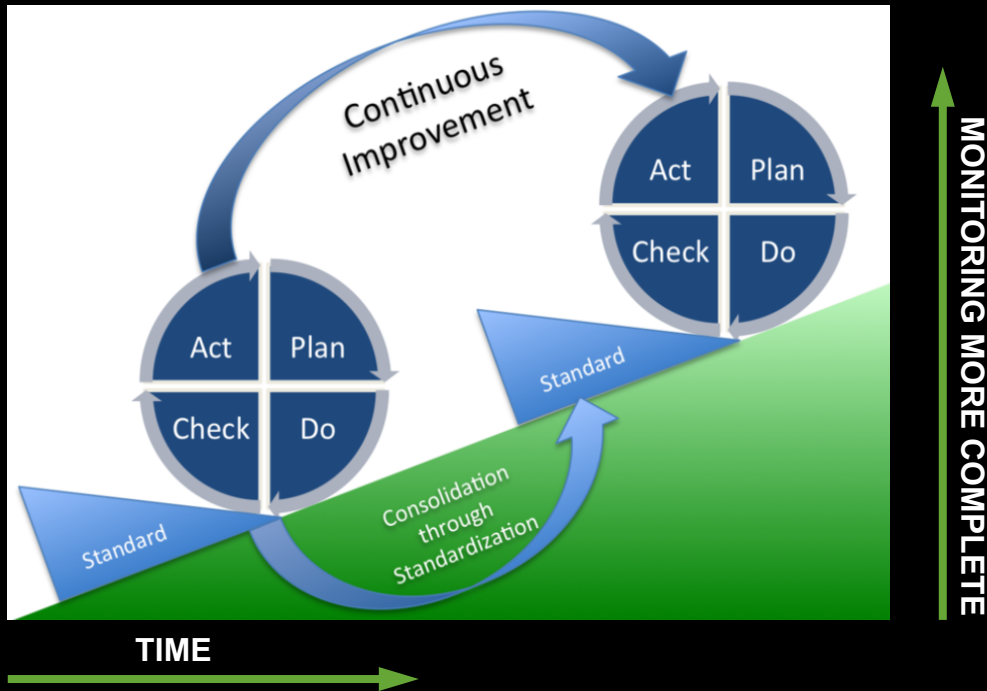 Continuous
Improvement
Act
Plan
Check
Do
Act
Plan
Check
Do
Standard
Standard
Consolidation
through
Standardization
TIME
MONITORING MORE COMPLETE